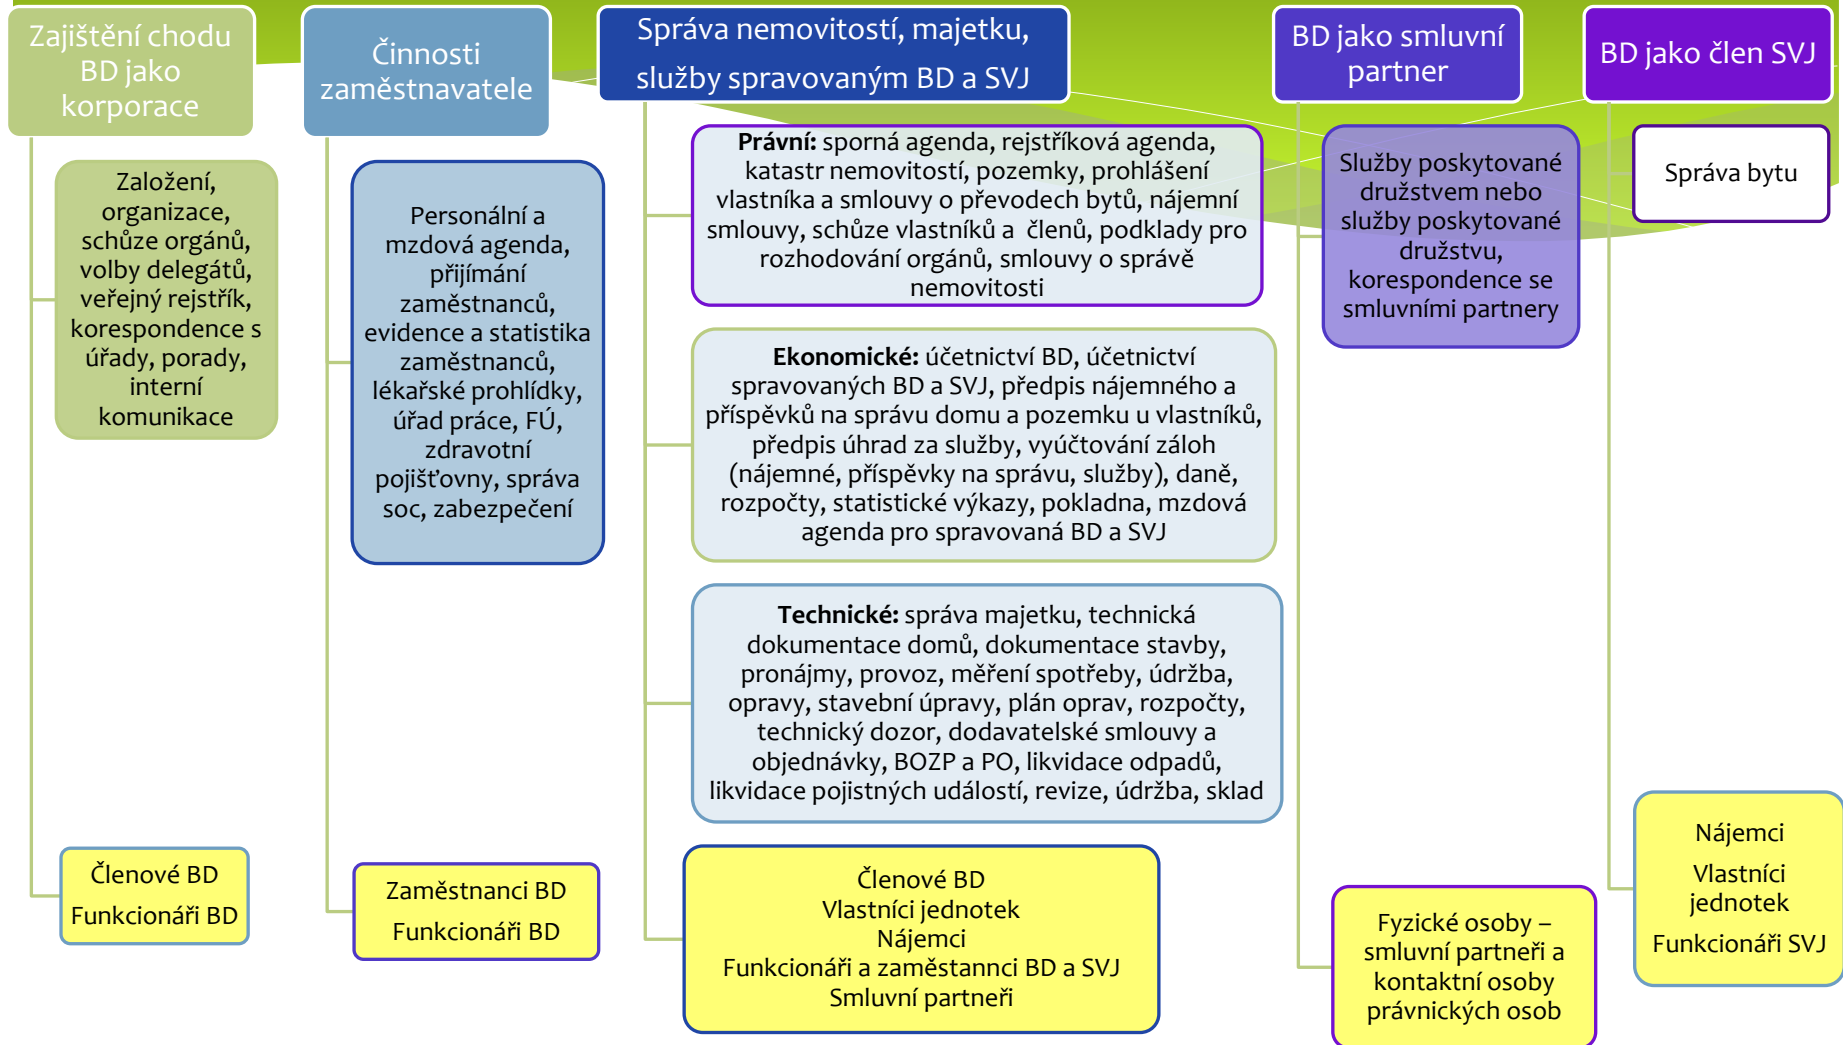 Zajištění chodu
BD jako
korporace
Založení,
organizace,
schůze orgánů,
volby delegátů,
veřejný rejstřík,
korespondence s
úřady, porady,
interní
komunikace
Členové BD
Funkcionáři BD
Činnosti
zaměstnavatele
Personální a
mzdová agenda,
přijímání
zaměstnanců,
evidence a statistika
zaměstnanců,
lékařské prohlídky,
úřad práce, FÚ,
zdravotní
pojišťovny, správa
soc, zabezpečení
Zaměstnanci BD
Funkcionáři BD
Správa nemovitostí, majetku,
služby spravovaným BD a SVJ
Právní: sporná agenda, rejstříková agenda,
katastr nemovitostí, pozemky, prohlášení
vlastníka a smlouvy o převodech bytů, nájemní
smlouvy, schůze vlastníků a členů, podklady pro
rozhodování orgánů, smlouvy o správě
nemovitosti
Ekonomické: účetnictví BD, účetnictví
spravovaných BD a SVJ, předpis nájemného a
příspěvků na správu domu a pozemku u vlastníků,
předpis úhrad za služby, vyúčtování záloh
(nájemné, příspěvky na správu, služby), daně,
rozpočty, statistické výkazy, pokladna, mzdová
agenda pro spravovaná BD a SVJ
Technické: správa majetku, technická
dokumentace domů, dokumentace stavby,
pronájmy, provoz, měření spotřeby, údržba,
opravy, stavební úpravy, plán oprav, rozpočty,
technický dozor, dodavatelské smlouvy a
objednávky, BOZP a PO, likvidace odpadů,
likvidace pojistných událostí, revize, údržba, sklad
Členové BD
Vlastníci jednotek
Nájemci
Funkcionáři a zaměstannci BD a SVJ
Smluvní partneři
BD jako smluvní
partner
Služby poskytované
družstvem nebo
služby poskytované
družstvu,
korespondence se
smluvními partnery
Fyzické osoby –
smluvní partneři a
kontaktní osoby
právnických osob
BD jako člen SVJ
Správa bytu
Nájemci
Vlastníci
jednotek
Funkcionáři SVJ